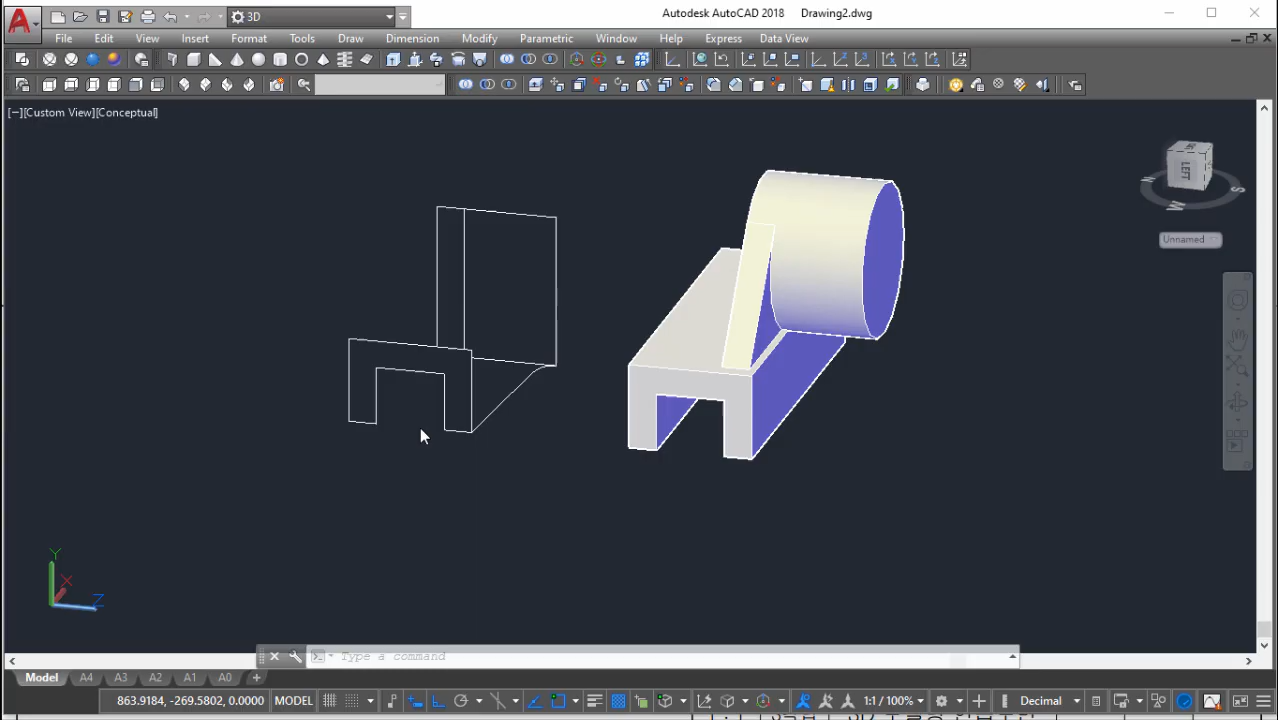 3D
Autodesk AutoCAD 2018 Drawing2.dwg
File Edit View Insert Format Tools Draw Dimension Modify Parametric Window Help Express Data View
[−][Custom View][Conceptual]
LEFT
S
Unnamed
Y
X
Z
Type a command
Model A4 A3 A2 A1 A0
863.9184, -269.5802, 0.0000 MODEL 1:1 / 100% Decimal